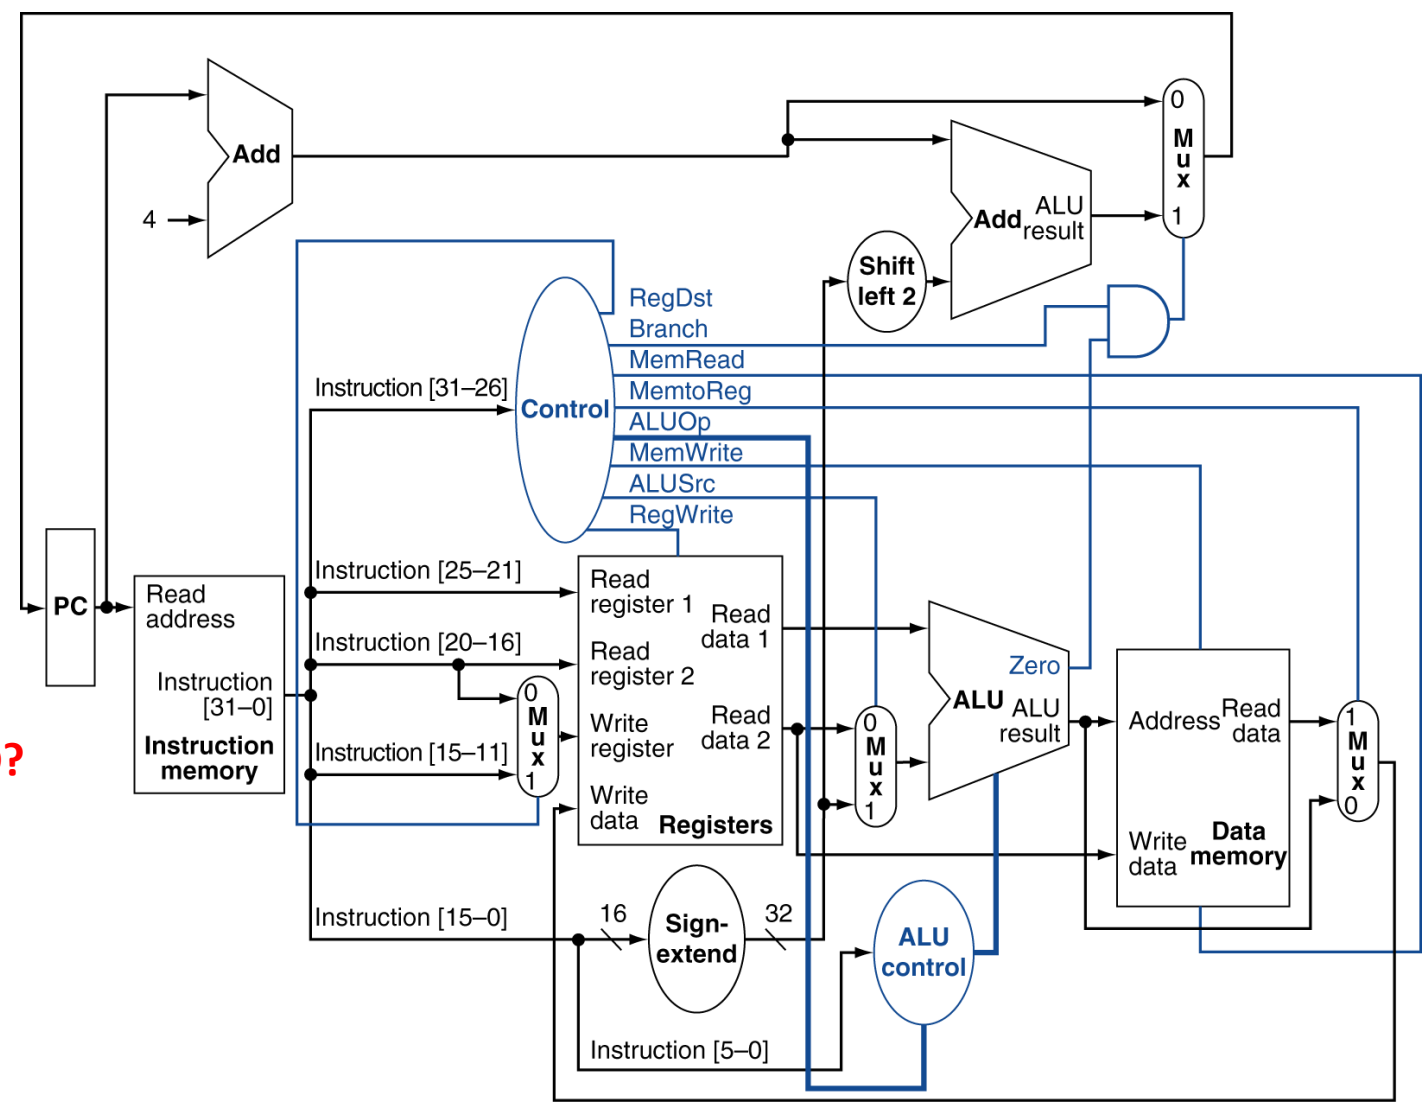 0
M
u
x
1
Add
4
Add
ALU
result
Shift
left 2
RegDst
Branch
MemRead
MemtoReg
ALUOp
MemWrite
ALUSrc
RegWrite
Instruction [31–26]
Control
Instruction [25–21]
Instruction [20–16]
Instruction [15–11]
PC
Read
address
Instruction
[31–0]
Instruction
memory
?
0
M
u
x
1
Read
register 1
Read
register 2
Write
register
Write
data
Read
data 1
Read
data 2
Registers
0
M
u
x
1
Zero
ALU
ALU
result
Address
Read
data
Write
data
Data
memory
1
M
u
x
0
Instruction [15–0]
16
Sign-
extend
32
ALU
control
Instruction [5–0]